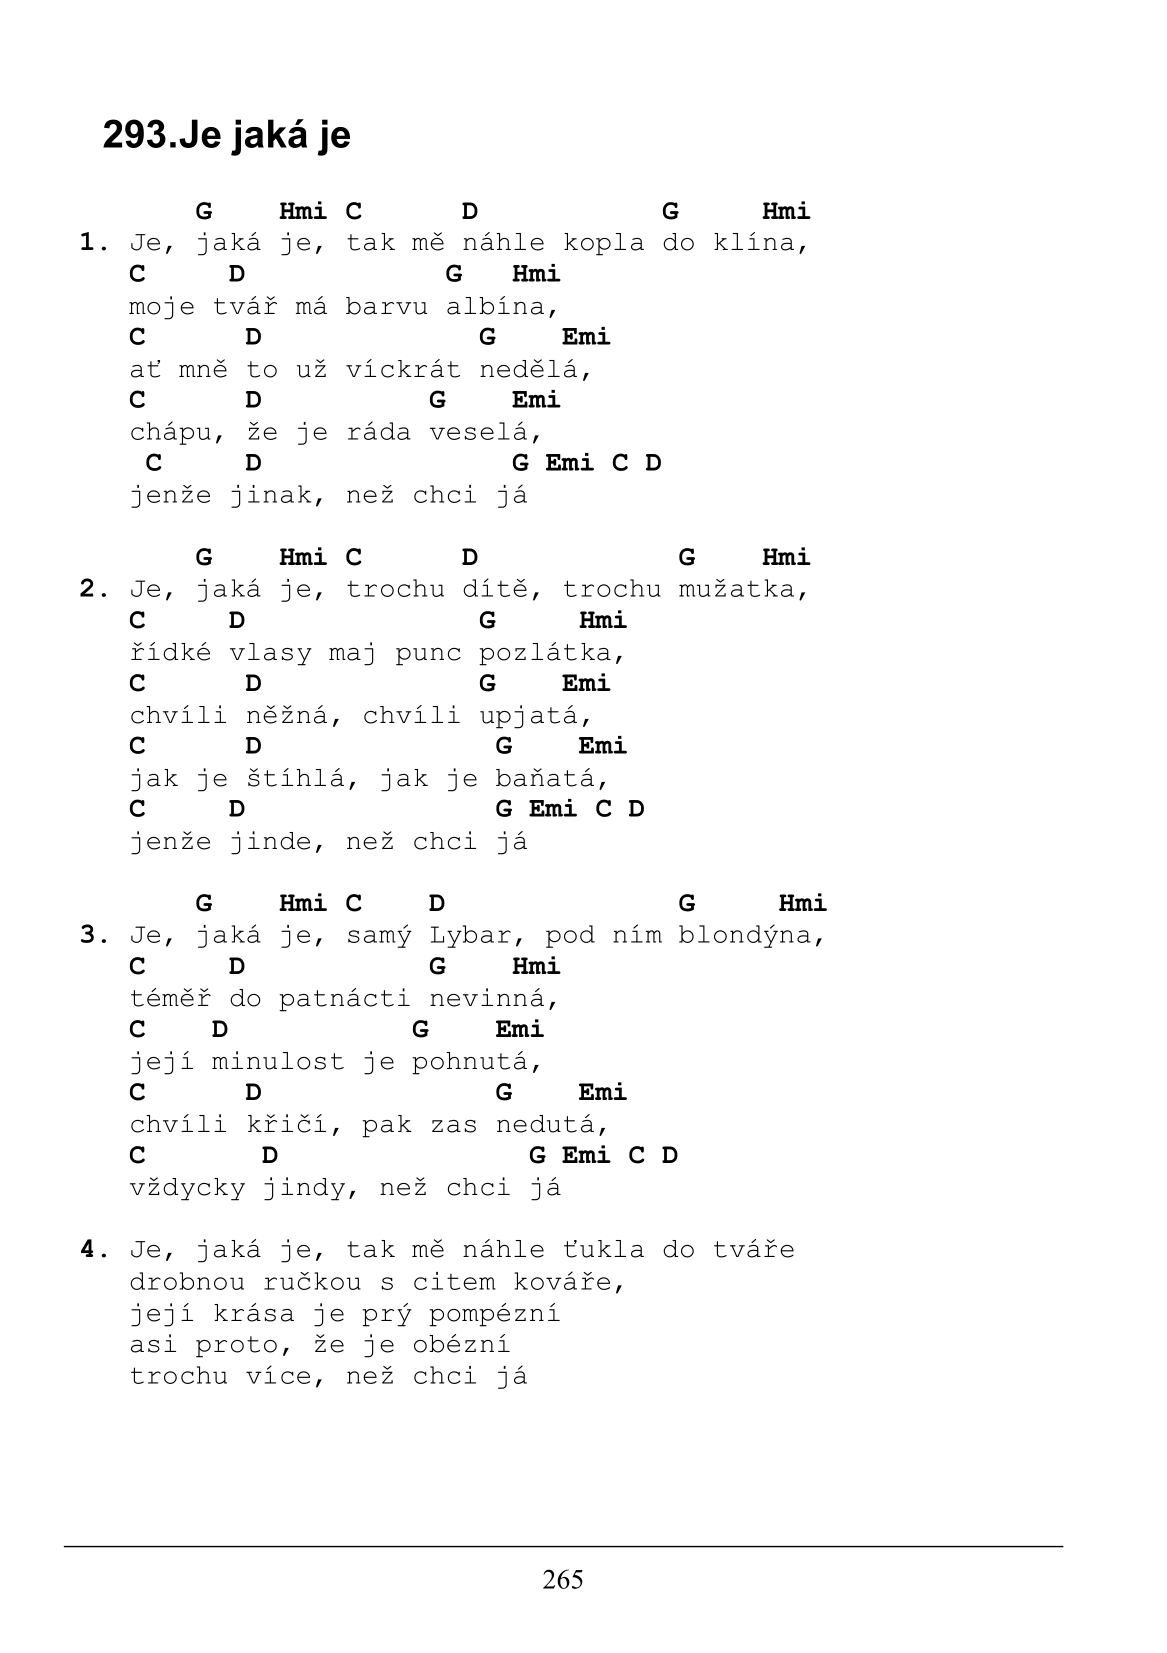 293.Je jaká je
G Hmi C D G Hmi
1. Je, jaká je, tak mě náhle kopla do klína,
C D G Hmi
moje tvář má barvu albína,
C D G Emi
ať mně to už víckrát nedělá,
C D G Emi
chápu, že je ráda veselá,
C D G Emi C D
jenže jinak, než chci já
G Hmi C D G Hmi
2. Je, jaká je, trochu dítě, trochu mužatka,
C D G Hmi
řídké vlasy maj punc pozlátka,
C D G Emi
chvíli něžná, chvíli upjatá,
C D G Emi
jak je štíhlá, jak je baňatá,
C D G Emi C D
jenže jinde, než chci já
G Hmi C D G Hmi
3. Je, jaká je, samý Lybar, pod ním blondýna,
C D G Hmi
téměř do patnácti nevinná,
C D G Emi
její minulost je pohnutá,
C D G Emi
chvíli křičí, pak zas nedutá,
C D G Emi C D
vždycky jindy, než chci já
4. Je, jaká je, tak mě náhle ťukla do tváře
drobnou ručkou s citem kováře,
její krása je prý pompézní
asi proto, že je obézní
trochu více, než chci já
265